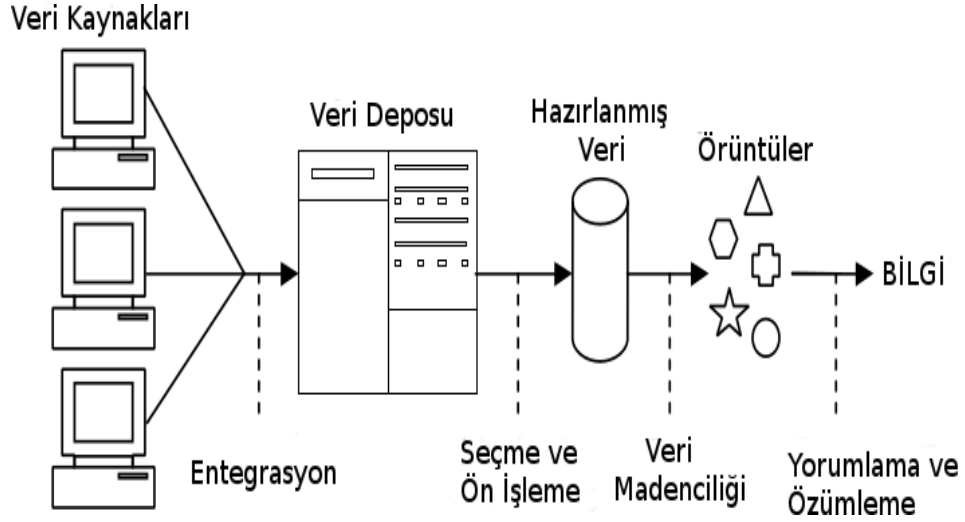 Veri Kaynakları
Veri Deposu
Hazırlanmış
Veri
Örüntüler
BİLGİ
Entegrasyon
Seçme ve
Ön İşleme
Veri
Madenciliği
Yorumlama ve
Özümleme